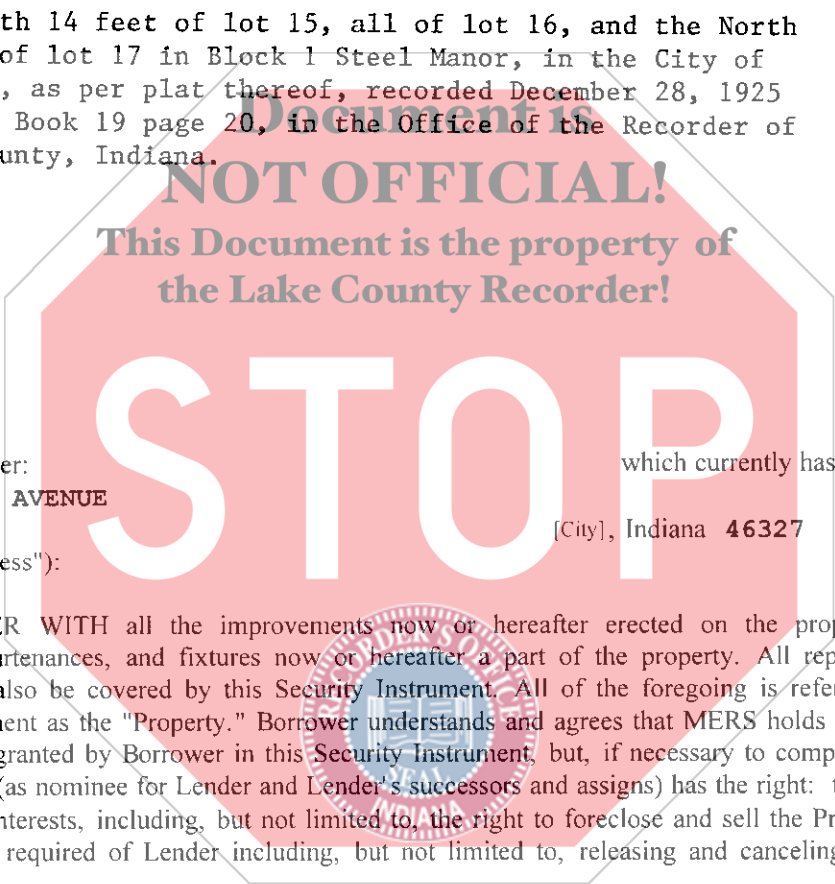 th 14 feet of lot 15, all of lot 16, and the North
of lot 17 in Block 1 Steel Manor, in the City of
, as per plat thereof, recorded December 28, 1925
Book 19 page 20, in the Office of the Recorder of
unty, Indiana.
Document is
NOT OFFICIAL!
This Document is the property of
the Lake County Recorder!
STOP
er: which currently has
AVENUE
[City], Indiana 46327
ess"):
ER WITH all the improvements now or hereafter erected on the prop
rtenances, and fixtures now or hereafter a part of the property. All rep
also be covered by this Security Instrument. All of the foregoing is refer
nent as the "Property." Borrower understands and agrees that MERS holds
granted by Borrower in this Security Instrument, but, if necessary to comp
(as nominee for Lender and Lender's successors and assigns) has the right: t
nterests, including, but not limited to, the right to foreclose and sell the Pr
required of Lender including, but not limited to, releasing and canceling
RECORDER'S OFFICE
SEAL
INDIANA